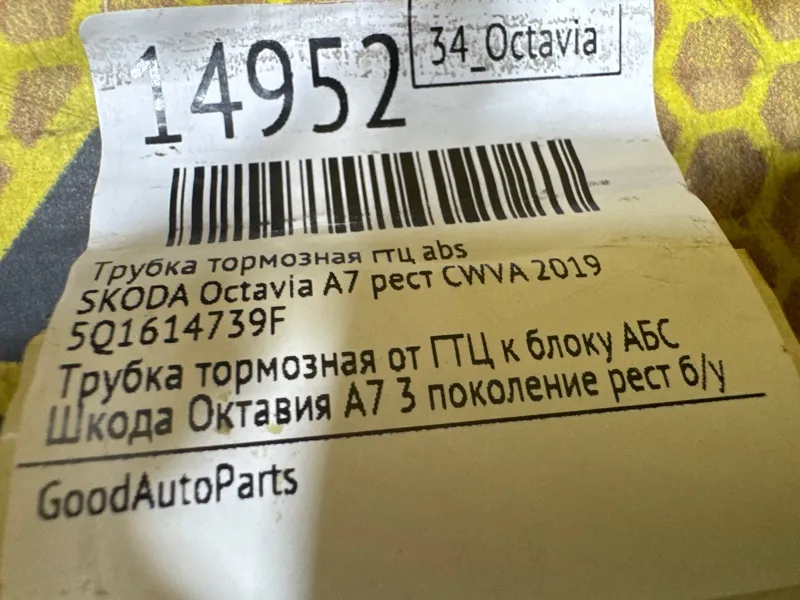 14952
34_Octavia
Трубка тормозная гтц abs
SKODA Octavia A7 рест CWVA 2019
5Q1614739F
Трубка тормозная от ГТЦ к блоку АБС
Шкода Октавия А7 3 поколение рест б/у
GoodAutoParts